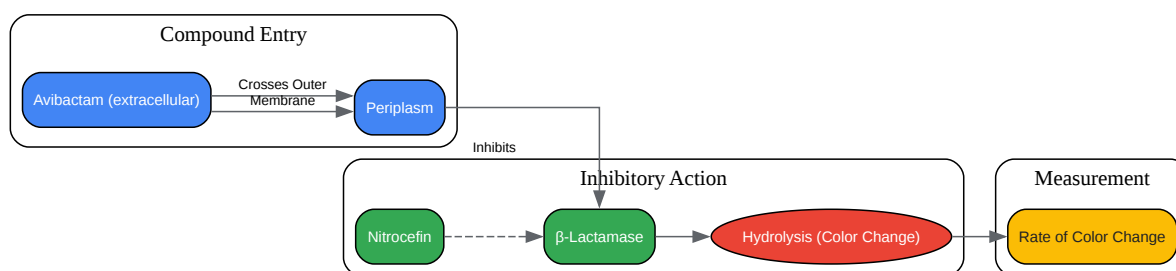 Compound Entry
Avibactam (extracellular)
Crosses Outer
Membrane
Periplasm
Inhibits
Inhibitory Action
Nitrocefin
β-Lactamase
Hydrolysis (Color Change)
Measurement
Rate of Color Change